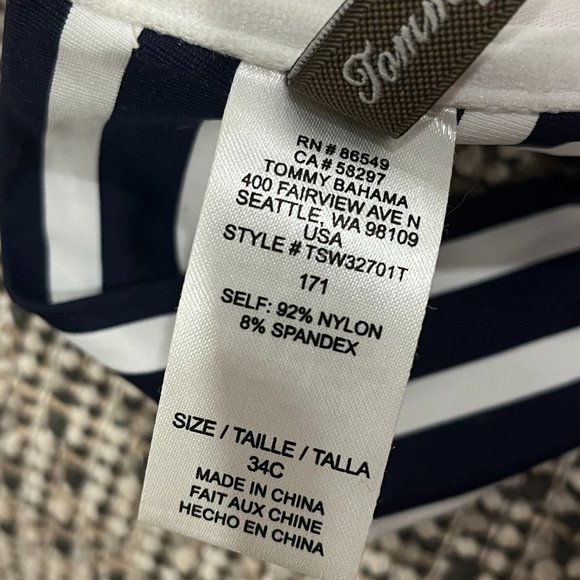 Tommy
RN # 86549
CA # 58297
TOMMY BAHAMA
400 FAIRVIEW AVE N
SEATTLE, WA 98109
USA
STYLE # TSW32701T
171
SELF: 92% NYLON
8% SPANDEX
SIZE / TAILLE / TALLA
34C
MADE IN CHINA
FAIT AUX CHINE
HECHO EN CHINA